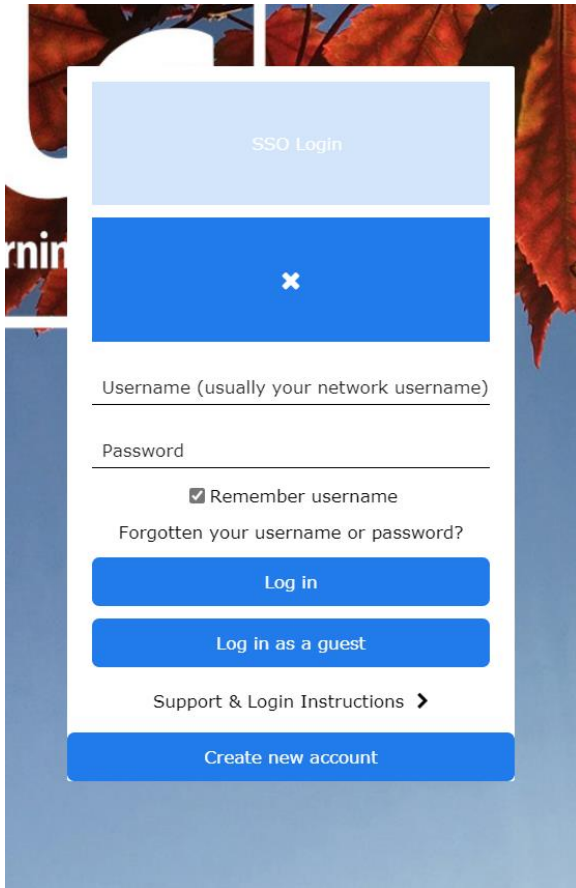 rnin
SSO Login
Username (usually your network username)
Password
Remember username
Forgotten your username or password?
Log in
Log in as a guest
Support & Login Instructions
Create new account